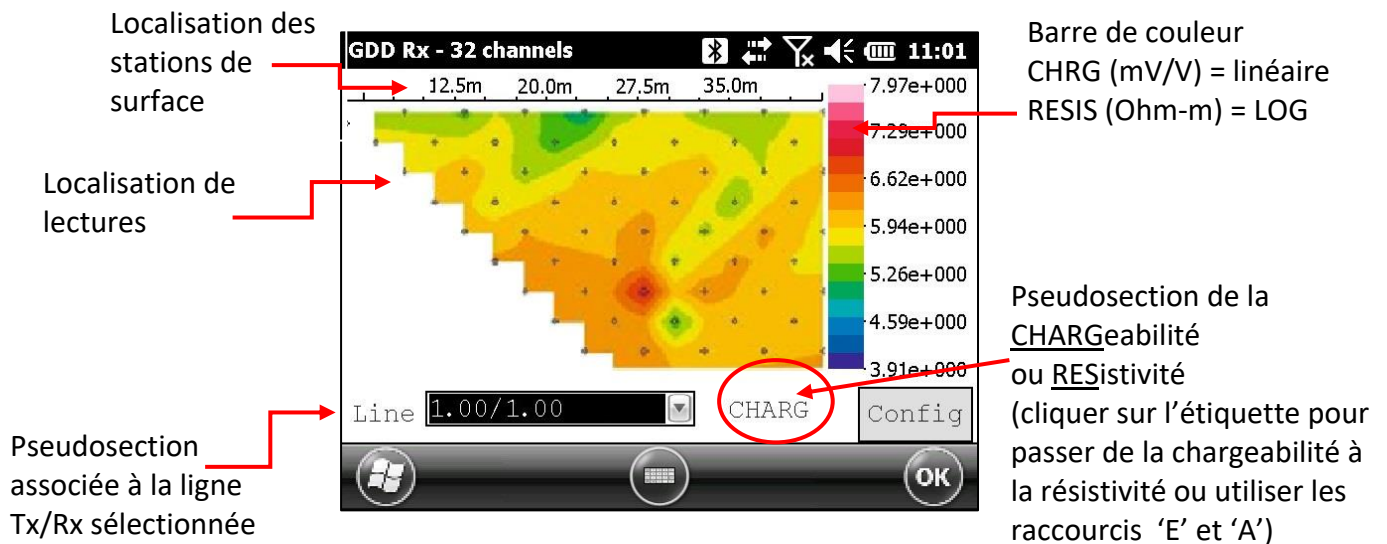 Localisation des
stations de
surface
Localisation de
lectures
Pseudosection
associée à la ligne
Tx/Rx sélectionnée
GDD Rx - 32 channels 11:01
12.5m 20.0m 27.5m 35.0m
7.97e+000
7.29e+000
6.62e+000
5.94e+000
5.26e+000
4.59e+000
3.91e+000
Line 1.00/1.00 CHARG Config
OK
Barre de couleur
CHRG (mV/V) = linéaire
RESIS (Ohm-m) = LOG
Pseudosection de la
CHARGeabilité
ou RESistivité
(cliquer sur l’étiquette pour
passer de la chargeabilité à
la résistivité ou utiliser les
raccourcis ‘E’ et ‘A’)